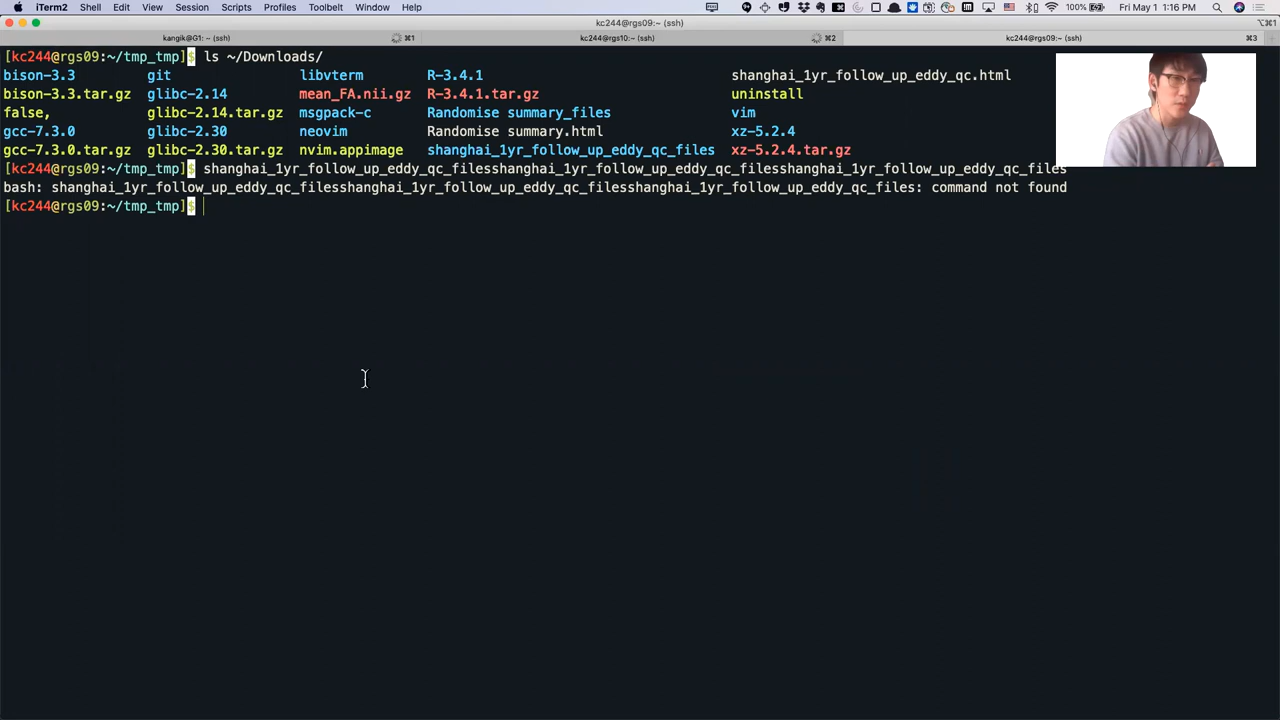 iTerm2 Shell Edit View Session Scripts Profiles Toolbelt Window Help 100% Fri May 1 1:16 PM
kc244@rgs09:~ (ssh) ⌥⌘1
kangik@G1: ~ (ssh) ⌘1 kc244@rgs10:~ (ssh) ⌘2 kc244@rgs09:~ (ssh) ⌘3
[kc244@rgs09:~/tmp_tmp]$ ls ~/Downloads/
bison-3.3 git libvterm R-3.4.1 shanghai_1yr_follow_up_eddy_qc.html
bison-3.3.tar.gz glibc-2.14 mean_FA.nii.gz R-3.4.1.tar.gz uninstall
false, glibc-2.14.tar.gz msgpack-c Randomise summary_files vim
gcc-7.3.0 glibc-2.30 neovim Randomise summary.html xz-5.2.4
gcc-7.3.0.tar.gz glibc-2.30.tar.gz nvim.appimage shanghai_1yr_follow_up_eddy_qc_files xz-5.2.4.tar.gz
[kc244@rgs09:~/tmp_tmp]$ shanghai_1yr_follow_up_eddy_qc_filesshanghai_1yr_follow_up_eddy_qc_filesshanghai_1yr_follow_up_eddy_qc_files
bash: shanghai_1yr_follow_up_eddy_qc_filesshanghai_1yr_follow_up_eddy_qc_filesshanghai_1yr_follow_up_eddy_qc_files: command not found
[kc244@rgs09:~/tmp_tmp]$